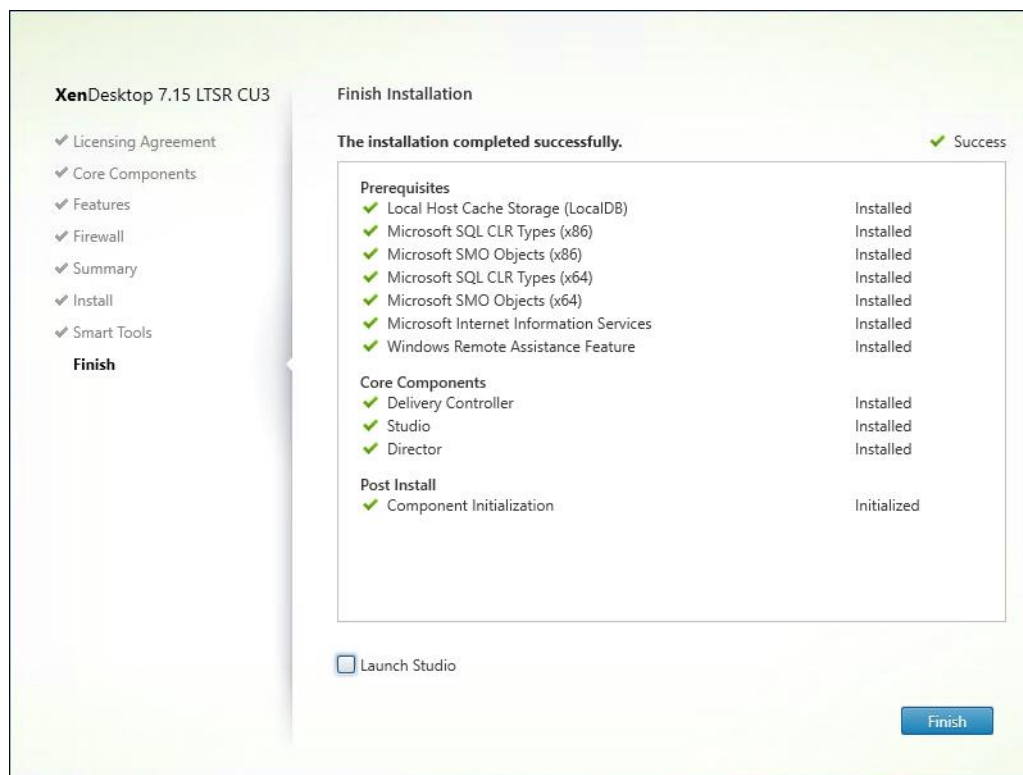 XenDesktop 7.15 LTSR CU3
Licensing Agreement
Core Components
Features
Firewall
Summary
Install
Smart Tools
Finish
Finish Installation
The installation completed successfully.
Success
Prerequisites
Local Host Cache Storage (LocalDB) Installed
Microsoft SQL CLR Types (x86) Installed
Microsoft SMO Objects (x86) Installed
Microsoft SQL CLR Types (x64) Installed
Microsoft SMO Objects (x64) Installed
Microsoft Internet Information Services Installed
Windows Remote Assistance Feature Installed
Core Components
Delivery Controller Installed
Studio Installed
Director Installed
Post Install
Component Initialization Initialized
Launch Studio
Finish